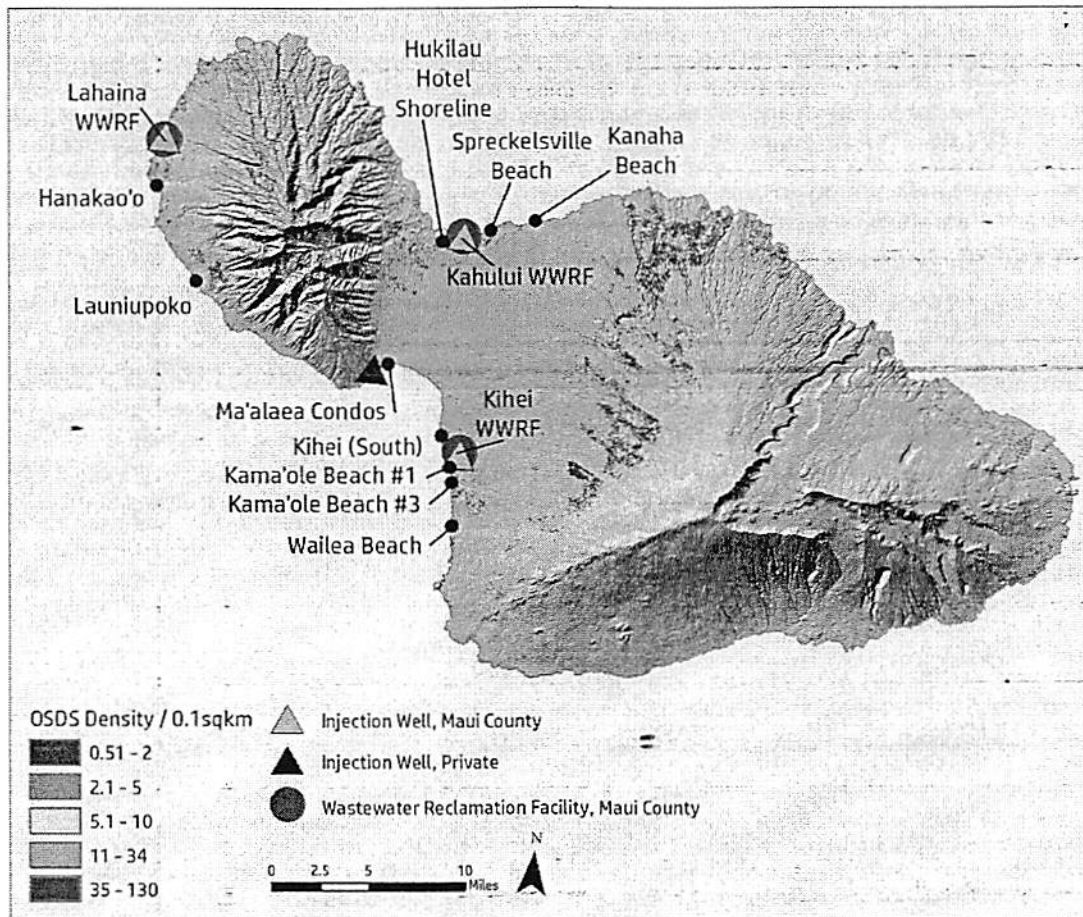 Hukilau
Hotel
Shoreline
Lahaina
WWRF
Spreckelsville
Beach
Kanaha
Beach
Hanakao'o
Kahului WWRF
Launiupoko
Ma'alaea Condos
Kihei
WWRF
Kihei (South)
Kama'ole Beach #1
Kama'ole Beach #3
Wailea Beach
OSDS Density / 0.1sqkm
0.51 - 2
2.1 - 5
5.1 - 10
11 - 34
35 - 130
Injection Well, Maui County
Injection Well, Private
Wastewater Reclamation Facility, Maui County
N
0 2.5 5 10
Miles